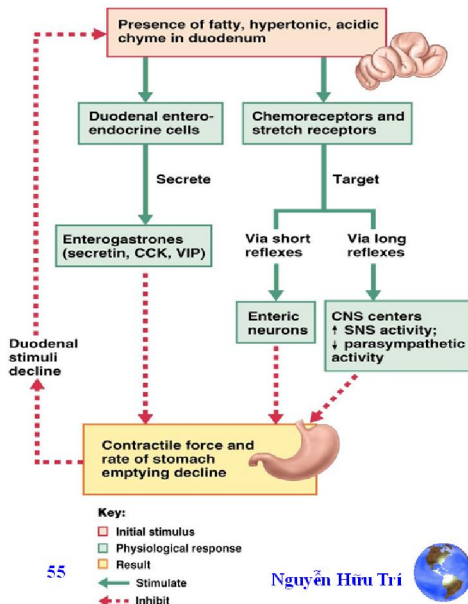 Presence of fatty, hypertonic, acidic
chyme in duodenum
Duodenal entero-
endocrine cells
Chemoreceptors and
stretch receptors
Secrete
Target
Enterogastrones
(secretin, CCK, VIP)
Via short
reflexes
Via long
reflexes
Enteric
neurons
CNS centers
↑ SNS activity;
↓ parasympathetic
activity
Duodenal
stimuli
decline
Contractile force and
rate of stomach
emptying decline
Key:
Initial stimulus
Physiological response
Result
Stimulate
Inhibit
55
Nguyễn Hữu Trí